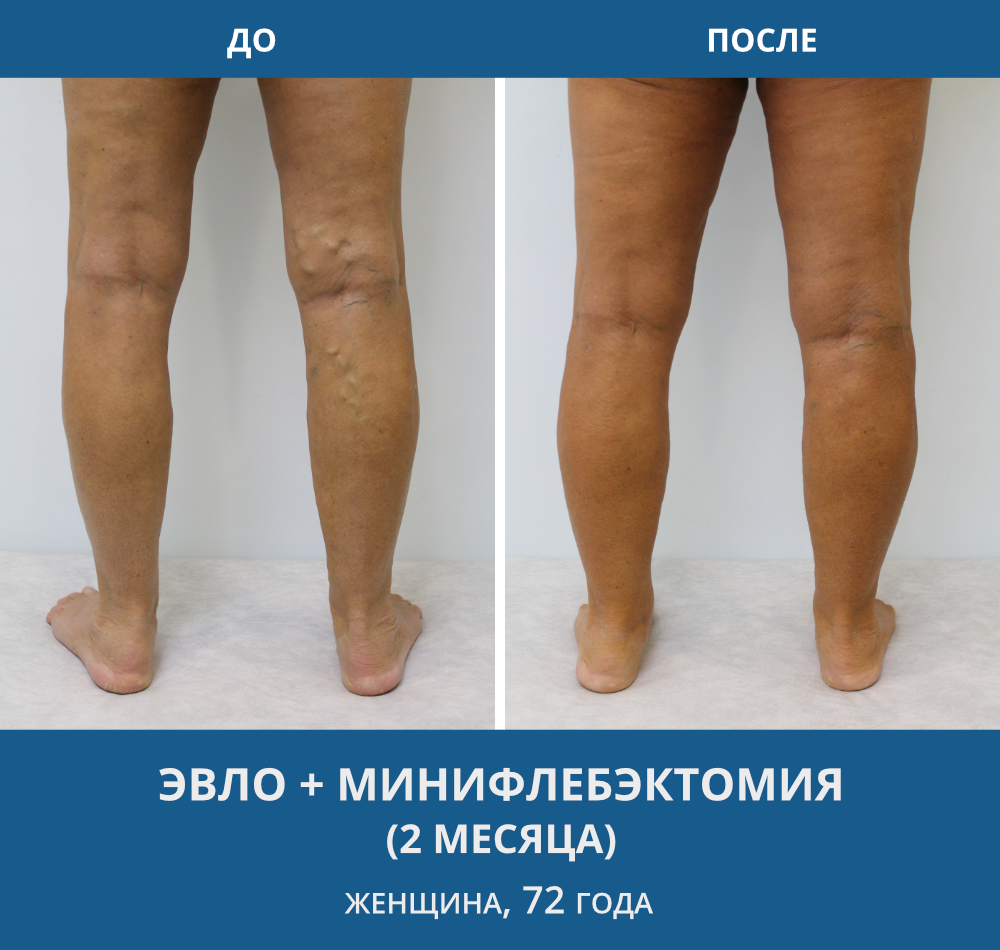 ДО
ПОСЛЕ
ЭВЛО + МИНИФЛЕБЭКТОМИЯ
(2 МЕСЯЦА)
ЖЕНЩИНА, 72 ГОДА